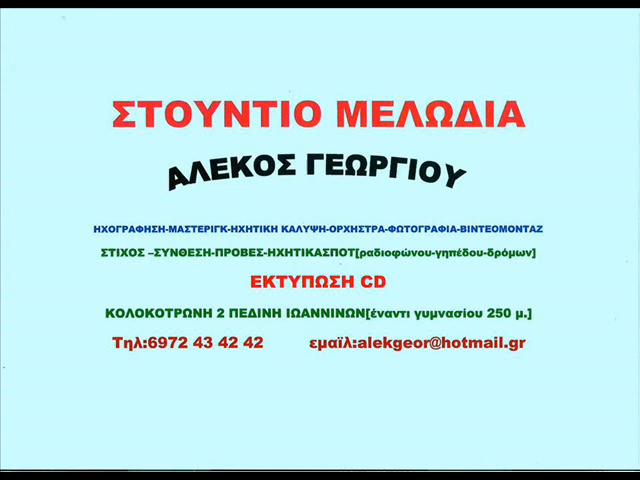 ΣΤΟΥΝΤΙΟ ΜΕΛΩΔΙΑ
ΑΛΕΚΟΣ ΓΕΩΡΓΙΟΥ
ΗΧΟΓΡΑΦΗΣΗ-ΜΑΣΤΕΡΙΓΚ-ΗΧΗΤΙΚΗ ΚΑΛΥΨΗ-ΟΡΧΗΣΤΡΑ-ΦΩΤΟΓΡΑΦΙΑ-ΒΙΝΤΕΟΜΟΝΤΑΖ
ΣΤΙΧΟΣ –ΣΥΝΘΕΣΗ-ΠΡΟΒΕΣ-ΗΧΗΤΙΚΑΣΠΟΤ[ραδιοφώνου-γηπέδου-δρόμων]
ΕΚΤΥΠΩΣΗ CD
ΚΟΛΟΚΟΤΡΩΝΗ 2 ΠΕΔΙΝΗ ΙΩΑΝΝΙΝΩΝ[έναντι γυμνασίου 250 μ.]
Τηλ:6972 43 42 42 εμαϊλ:alekgeor@hotmail.gr